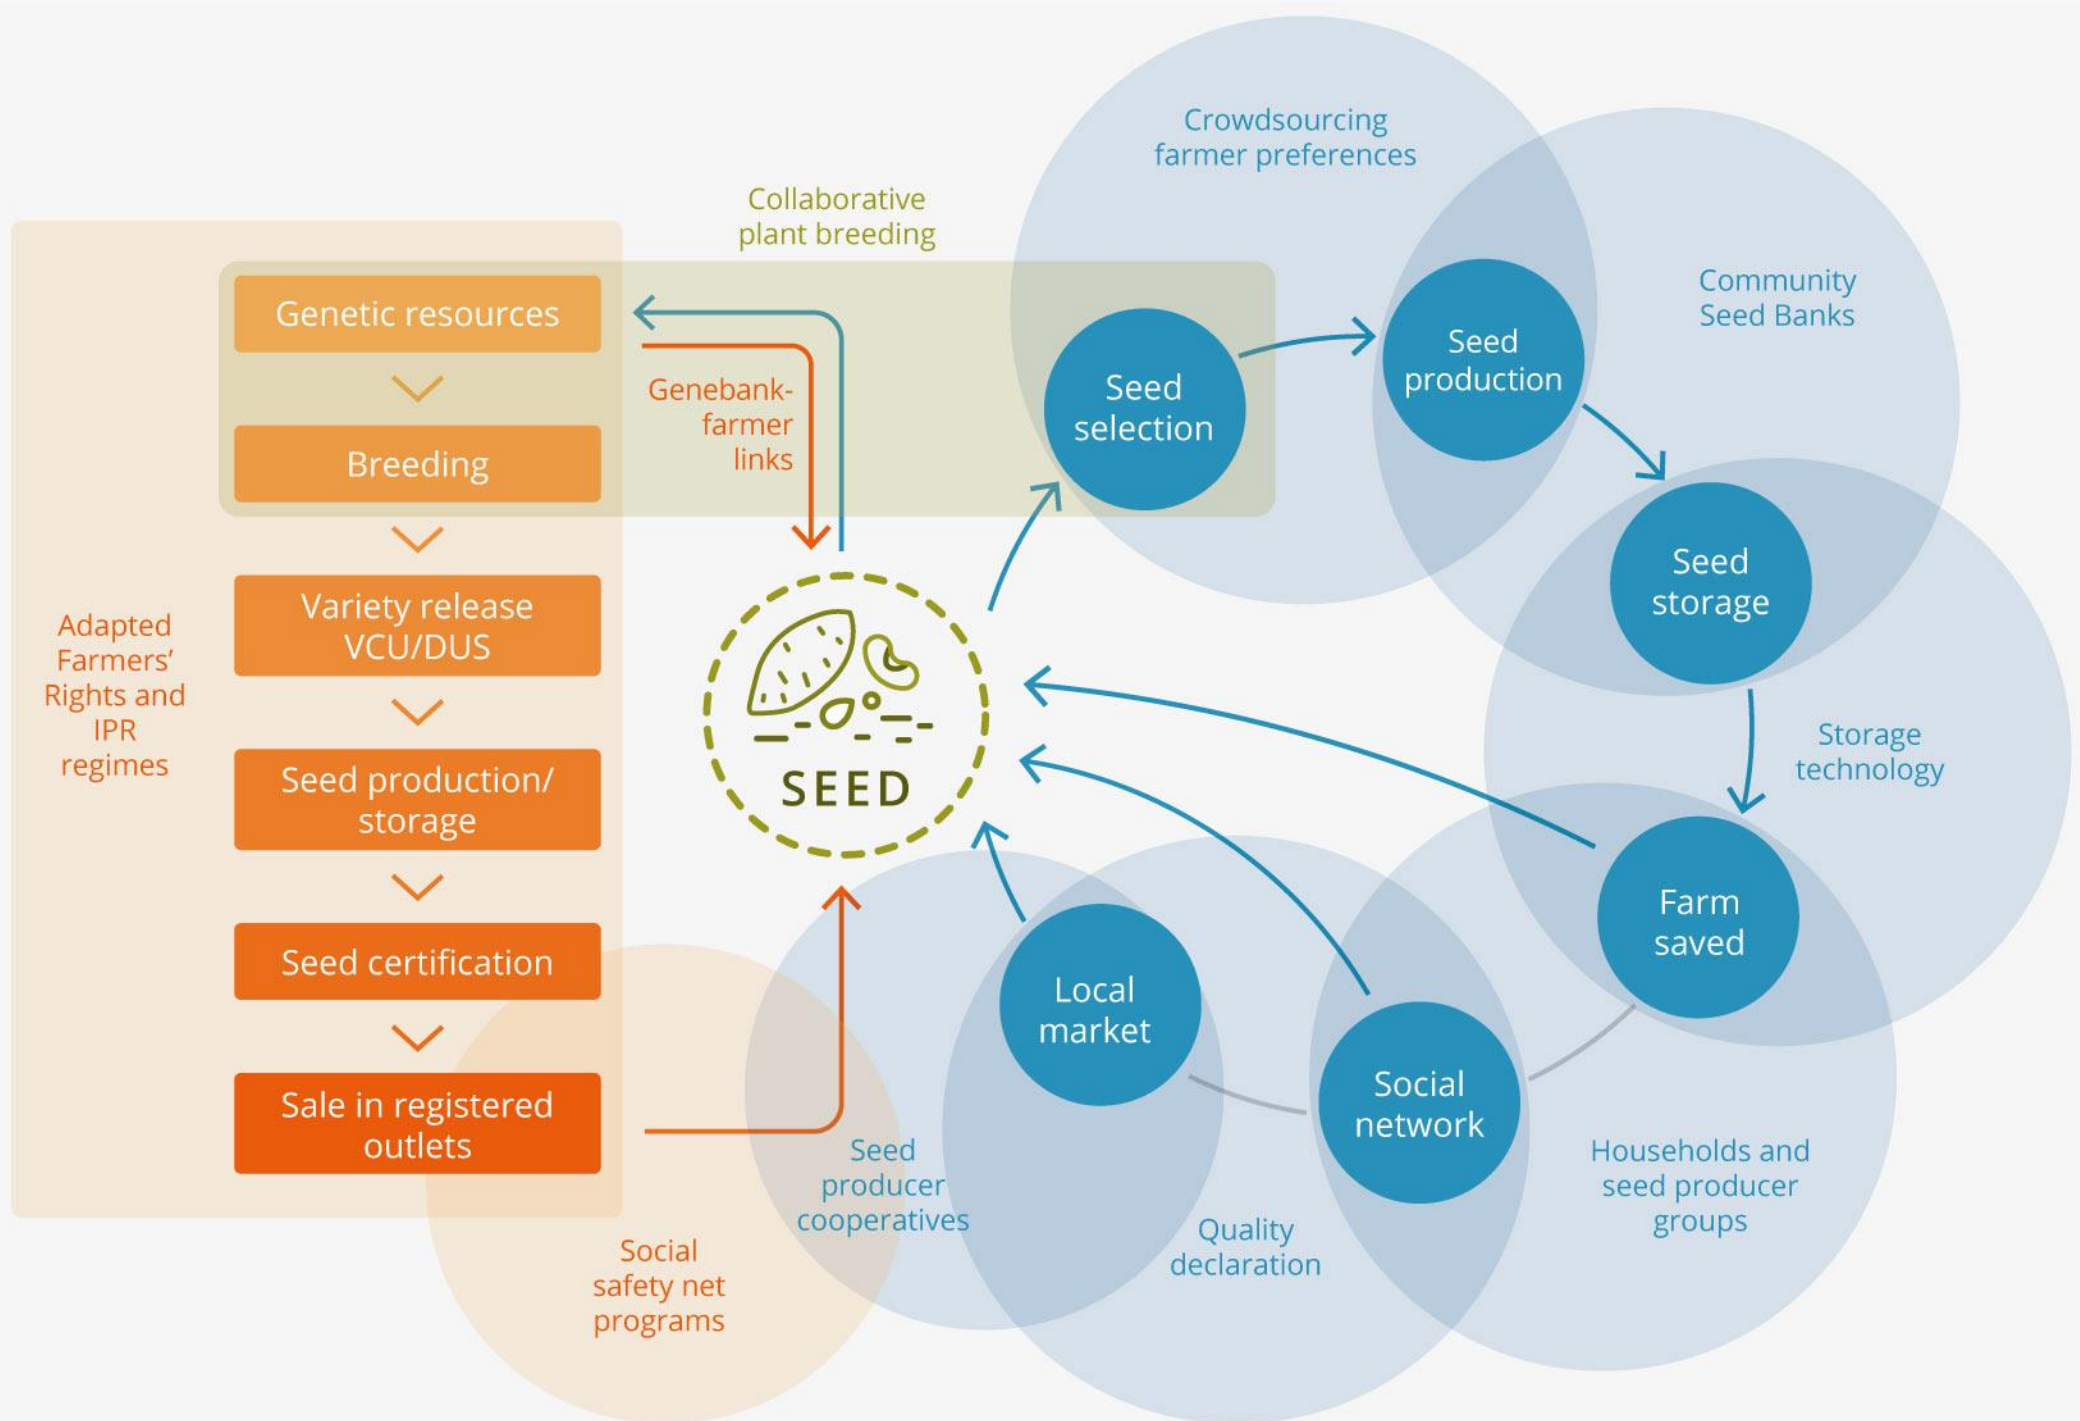 Crowdsourcing
farmer preferences
Collaborative
plant breeding
Community
Seed Banks
Genetic resources
Seed
production
Genebank-
farmer
links
Seed
selection
Breeding
Seed
storage
Variety release
VCU/DUS
Adapted
Farmers’
Rights and
IPR
regimes
Storage
technology
Seed production/
storage
SEED
Farm
saved
Seed certification
Local
market
Social
network
Sale in registered
outlets
Seed
producer
cooperatives
Households and
seed producer
groups
Quality
declaration
Social
safety net
programs